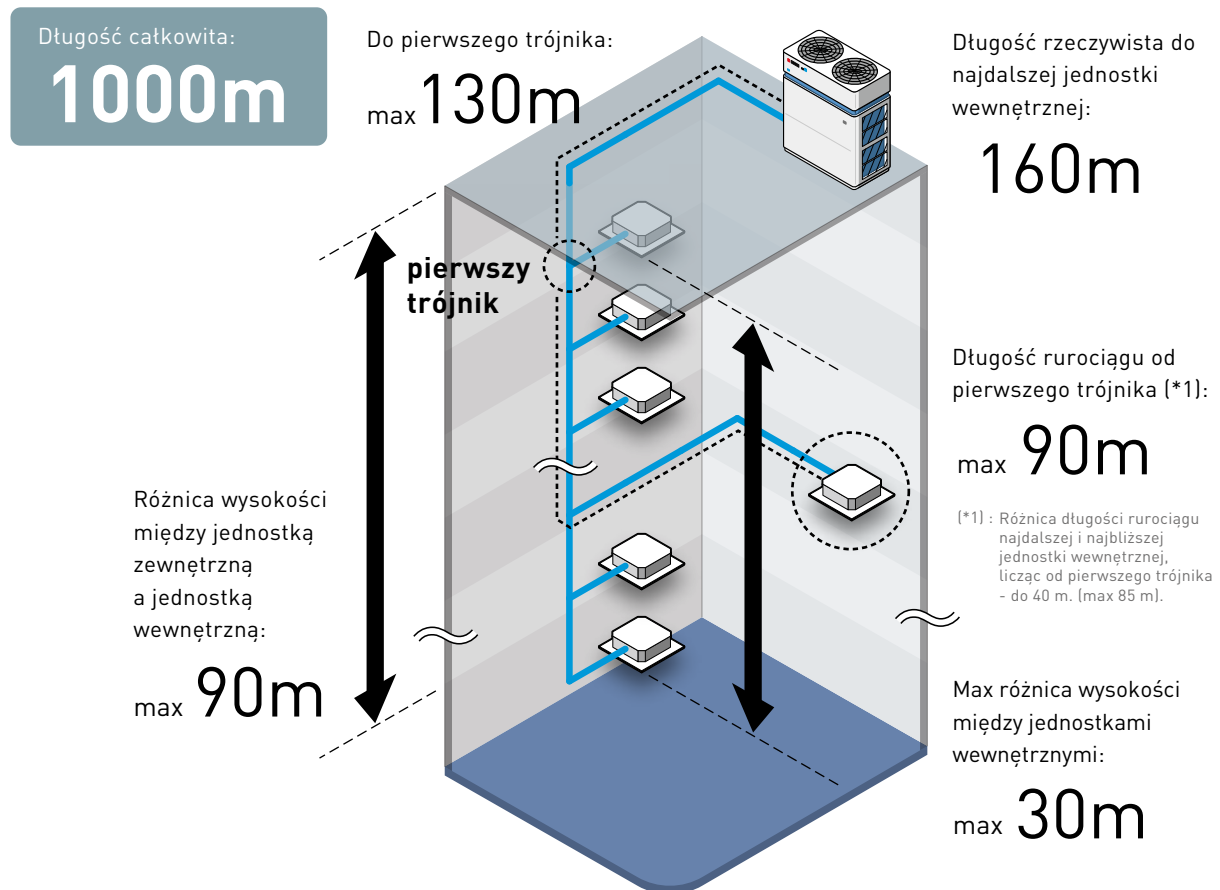 Długość całkowita:
1000m
Do pierwszego trójnika:
max 130m
Długość rzeczywista do
najdalszej jednostki
wewnętrznej:
160m
pierwszy
trójnik
Długość rurociągu od
pierwszego trójnika (*1):
max 90m
(*1) : Różnica długości rurociągu
najdalszej i najbliższej
jednostki wewnętrznej,
licząc od pierwszego trójnika
- do 40 m. (max 85 m).
Różnica wysokości
między jednostką
zewnętrzną
a jednostką
wewnętrzną:
max 90m
Max różnica wysokości
między jednostkami
wewnętrznymi:
max 30m